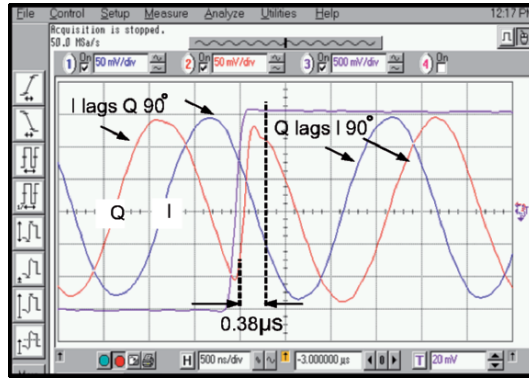 File Control Setup Measure Analyze Utilities Help 12:17 PM
Acquisition is stopped.
50.0 MSa/s
1 On 50 mV/div 2 On 50 mV/div 3 On 500 mV/div 4 On
I lags Q 90°
Q lags I 90°
Q I
0.38µs
H 500 ns/div -3.000000 µs 0 T 20 mV